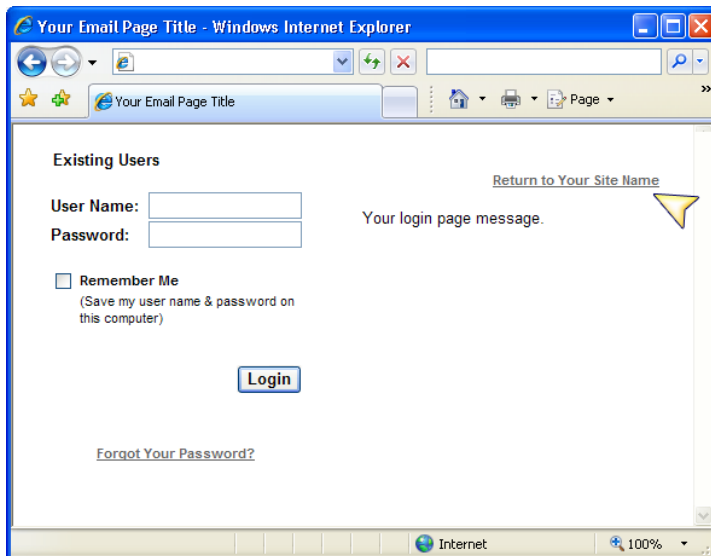 Your Email Page Title - Windows Internet Explorer
Your Email Page Title
Page
»
Existing Users
Return to Your Site Name
User Name:
Your login page message.
Password:
Remember Me
(Save my user name & password on
this computer)
Login
Forgot Your Password?
Internet
100%